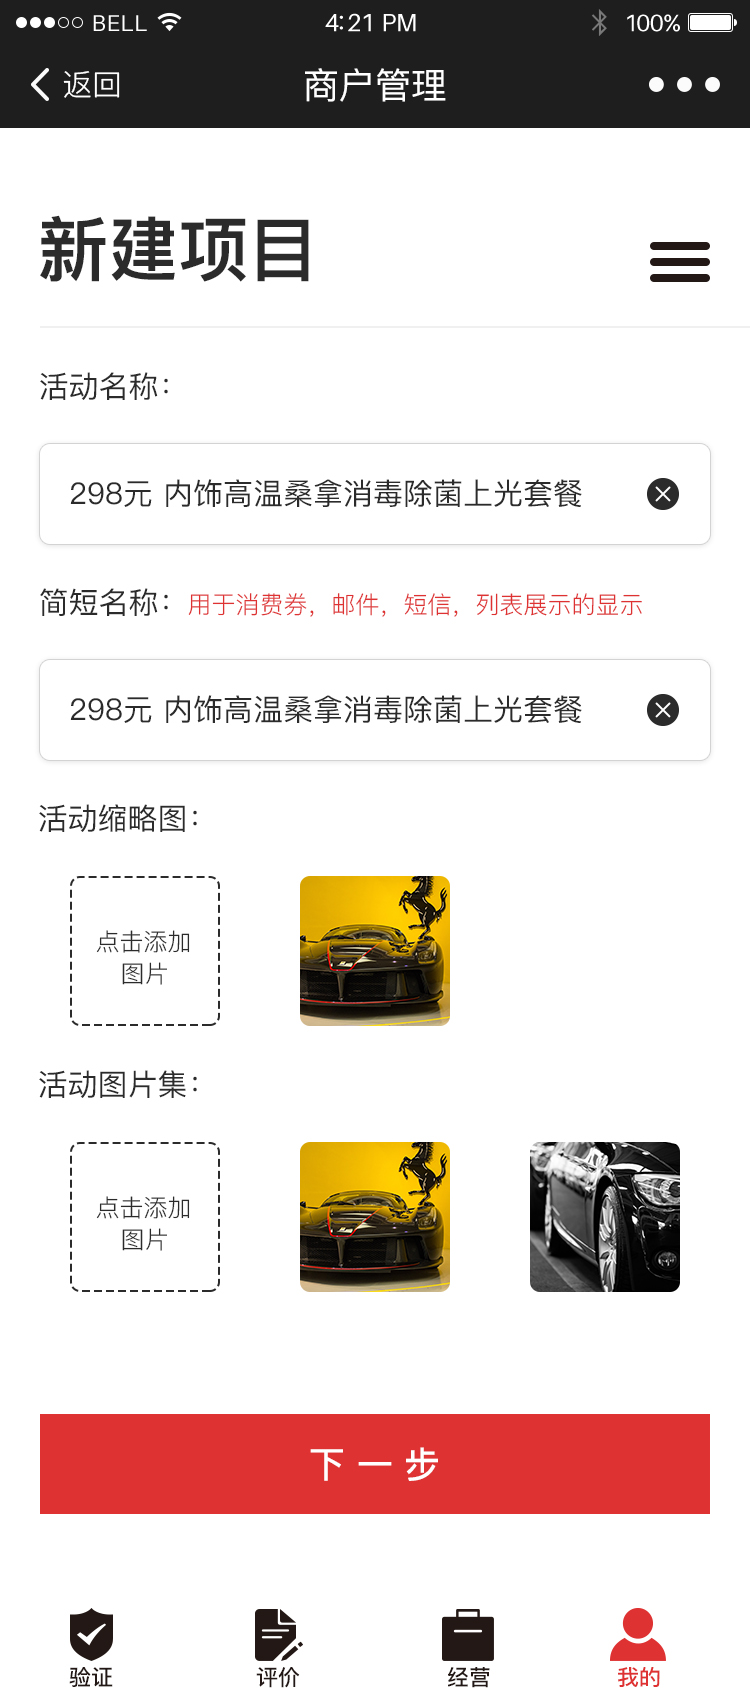 BELL
4:21 PM
100%
返回
商户管理
新建项目
活动名称：
298元 内饰高温桑拿消毒除菌上光套餐
简短名称：用于消费券，邮件，短信，列表展示的显示
298元 内饰高温桑拿消毒除菌上光套餐
活动缩略图：
点击添加
图片
活动图片集：
点击添加
图片
下一步
验证
评价
经营
我的